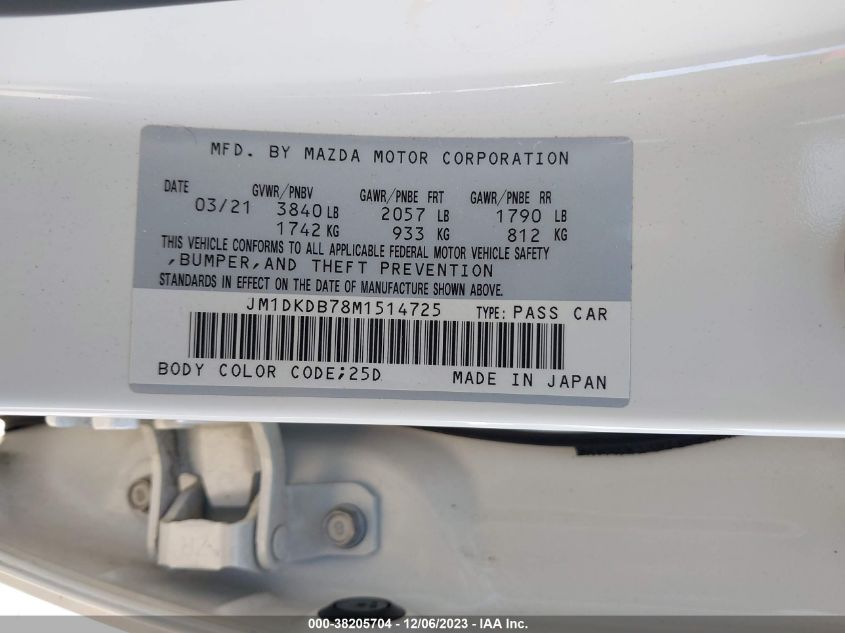 MFD. BY MAZDA MOTOR CORPORATION
DATE GVWR/PNBV GAWR/PNBE FRT GAWR/PNBE RR
03/21 3840 LB 2057 LB 1790 LB
1742 KG 933 KG 812 KG
THIS VEHICLE CONFORMS TO ALL APPLICABLE FEDERAL MOTOR VEHICLE SAFETY
,BUMPER,AND THEFT PREVENTION
STANDARDS IN EFFECT ON THE DATE OF MANUFACTURE SHOWN ABOVE.
JM1DKDB78M1514725 TYPE: PASS CAR
BODY COLOR CODE;25D MADE IN JAPAN
000-38205704 - 12/06/2023 - IAA Inc.